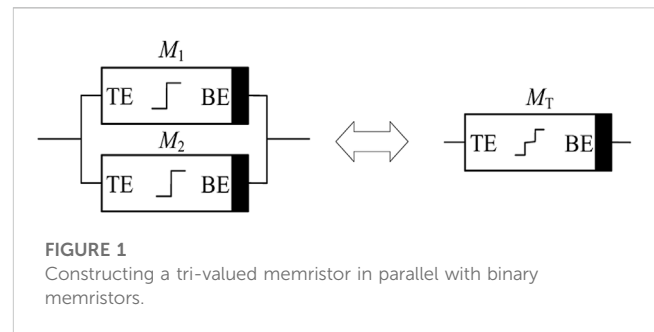 M1
TE BE
M2
TE BE
MT
TE BE
FIGURE 1
Constructing a tri-valued memristor in parallel with binary
memristors.